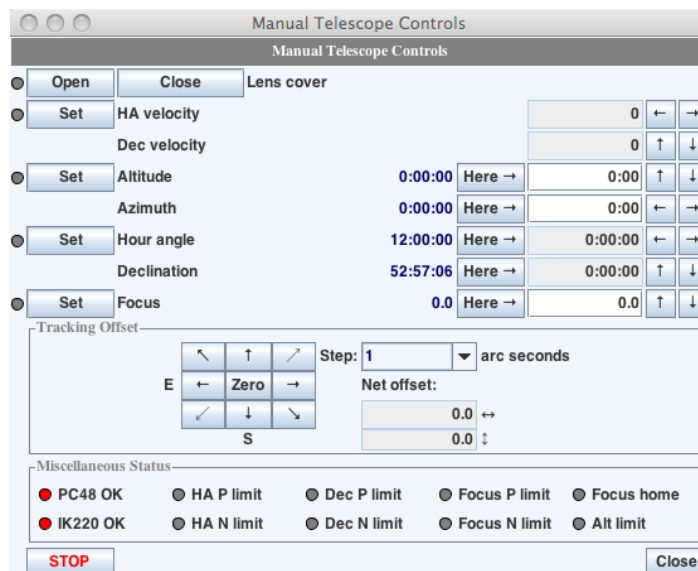 Manual Telescope Controls
Manual Telescope Controls
Open Close Lens cover
Set HA velocity 0 ← →
Dec velocity 0 ↑ ↓
Set Altitude 0:00:00 Here → 0:00 ↑ ↓
Azimuth 0:00:00 Here → 0:00 ← →
Set Hour angle 12:00:00 Here → 0:00:00 ← →
Declination 52:57:06 Here → 0:00:00 ↑ ↓
Set Focus 0.0 Here → 0.0 ↑ ↓
Tracking Offset
↖ ↑ ↗ Step: 1 arc seconds
E ← Zero → Net offset:
↙ ↓ ↘ 0.0 ↔
S 0.0 ↕
Miscellaneous Status
PC48 OK HA P limit Dec P limit Focus P limit Focus home
IK220 OK HA N limit Dec N limit Focus N limit Alt limit
STOP Close